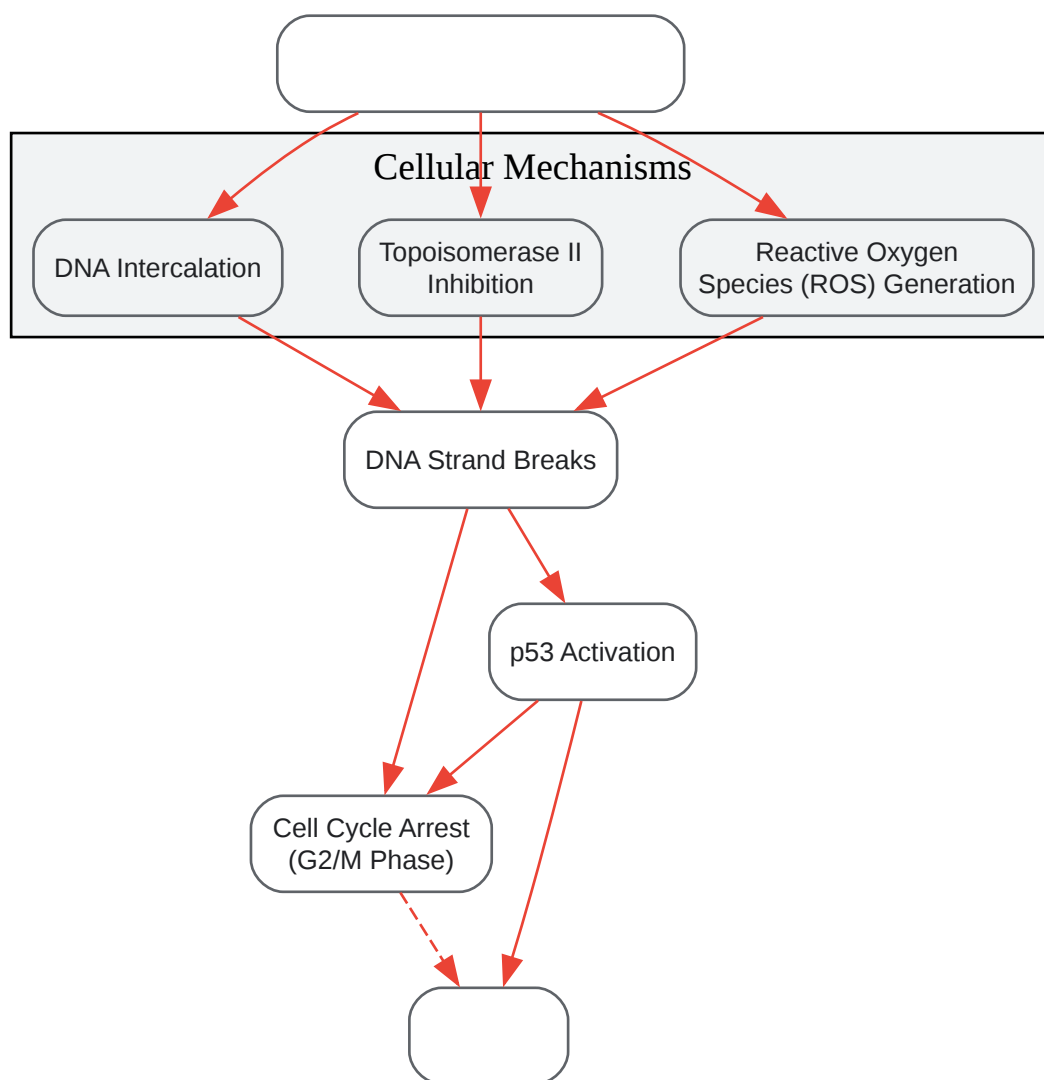 Cellular Mechanisms
DNA Intercalation
Topoisomerase II
Inhibition
Reactive Oxygen
Species (ROS) Generation
DNA Strand Breaks
p53 Activation
Cell Cycle Arrest
(G2/M Phase)